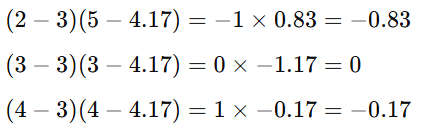 (2 − 3)(5 − 4.17) = −1 × 0.83 = −0.83
(3 − 3)(3 − 4.17) = 0 × −1.17 = 0
(4 − 3)(4 − 4.17) = 1 × −0.17 = −0.17